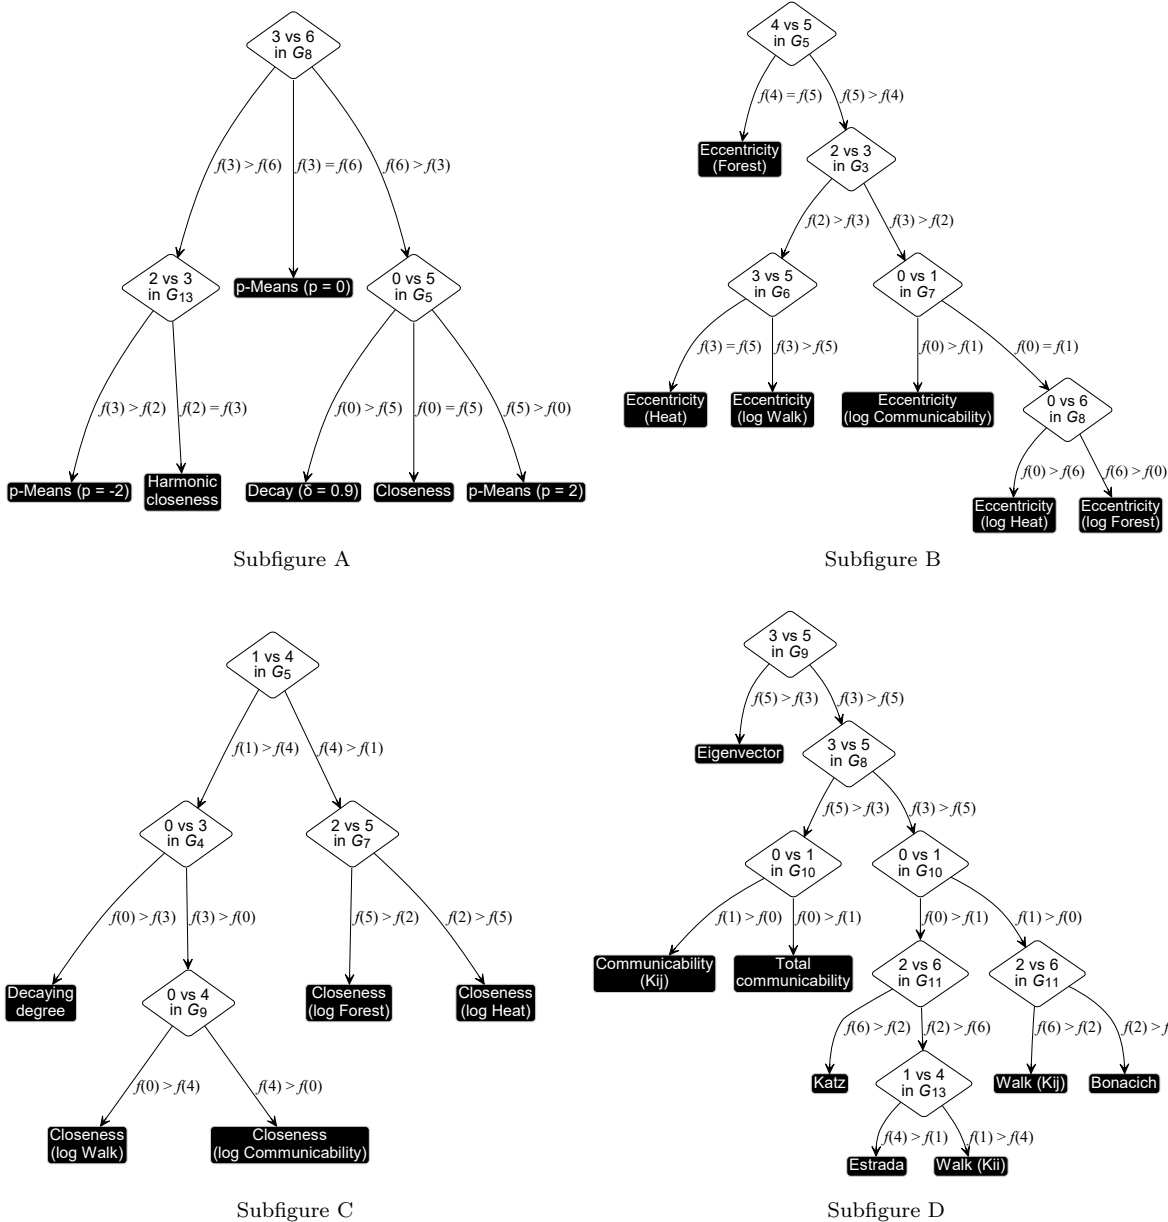 3 vs 6
in G8
f(3) > f(6)
f(3) = f(6)
f(6) > f(3)
2 vs 3
in G13
p-Means (p = 0)
0 vs 5
in G5
f(3) > f(2)
f(2) = f(3)
f(0) > f(5)
f(0) = f(5)
f(5) > f(0)
p-Means (p = -2)
Harmonic
closeness
Decay (δ = 0.9)
Closeness
p-Means (p = 2)
Subfigure A
4 vs 5
in G5
f(4) = f(5)
f(5) > f(4)
Eccentricity
(Forest)
2 vs 3
in G3
f(2) > f(3)
f(3) > f(2)
3 vs 5
in G6
0 vs 1
in G7
f(3) = f(5)
f(3) > f(5)
f(0) > f(1)
f(0) = f(1)
Eccentricity
(Heat)
Eccentricity
(log Walk)
Eccentricity
(log Communicability)
0 vs 6
in G8
f(0) > f(6)
f(6) > f(0)
Eccentricity
(log Heat)
Eccentricity
(log Forest)
Subfigure B
1 vs 4
in G5
f(1) > f(4)
f(4) > f(1)
0 vs 3
in G4
2 vs 5
in G7
f(0) > f(3)
f(3) > f(0)
f(5) > f(2)
f(2) > f(5)
Decaying
degree
0 vs 4
in G9
Closeness
(log Forest)
Closeness
(log Heat)
f(0) > f(4)
f(4) > f(0)
Closeness
(log Walk)
Closeness
(log Communicability)
Subfigure C
3 vs 5
in G9
f(5) > f(3)
f(3) > f(5)
Eigenvector
3 vs 5
in G8
f(5) > f(3)
f(3) > f(5)
0 vs 1
in G10
0 vs 1
in G10
f(1) > f(0)
f(0) > f(1)
f(0) > f(1)
f(1) > f(0)
Communicability
(Kij)
Total
communicability
2 vs 6
in G11
2 vs 6
in G11
f(6) > f(2)
f(2) > f(6)
f(6) > f(2)
f(2) > f
Katz
1 vs 4
in G13
Walk (Kij)
Bonacich
f(4) > f(1)
f(1) > f(4)
Estrada
Walk (Kii)
Subfigure D